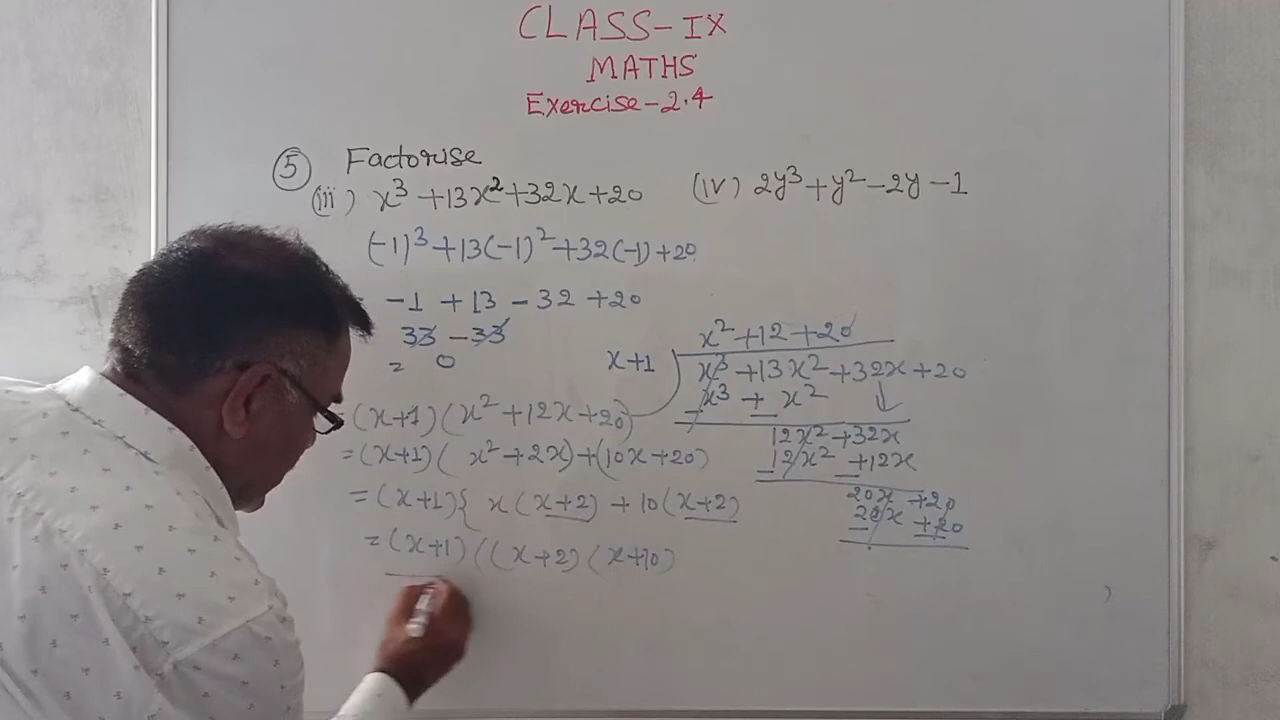 CLASS-IX
MATHS
Exercise-2.4
5 Factorise
(iii) x³ +13x²+32x+20
(iv) 2y³+y²-2y-1
(-1)³+13(-1)²+32(-1)+20
-1 +13 -32 +20
33 -33
= 0
(x+1)(x²+12x+20)
=(x+1)( x²+2x)+(10x+20)
=(x+1){ x(x+2) + 10(x+2)
=(x+1)((x+2)(x+10)
x²+12+20
x+1) x³+13x²+32x+20
x³ + x²
12x²+32x
12x² +12x
20x +20
20x +20